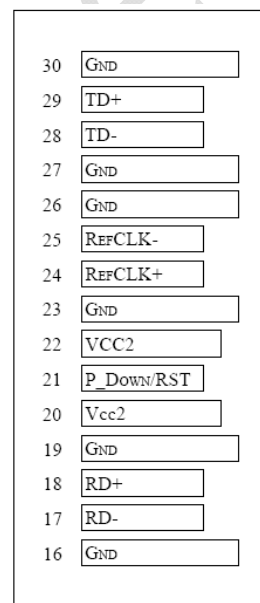 30 GND
29 TD+
28 TD-
27 GND
26 GND
25 REFCLK-
24 REFCLK+
23 GND
22 VCC2
21 P_DOWN/RST
20 Vcc2
19 GND
18 RD+
17 RD-
16 GND